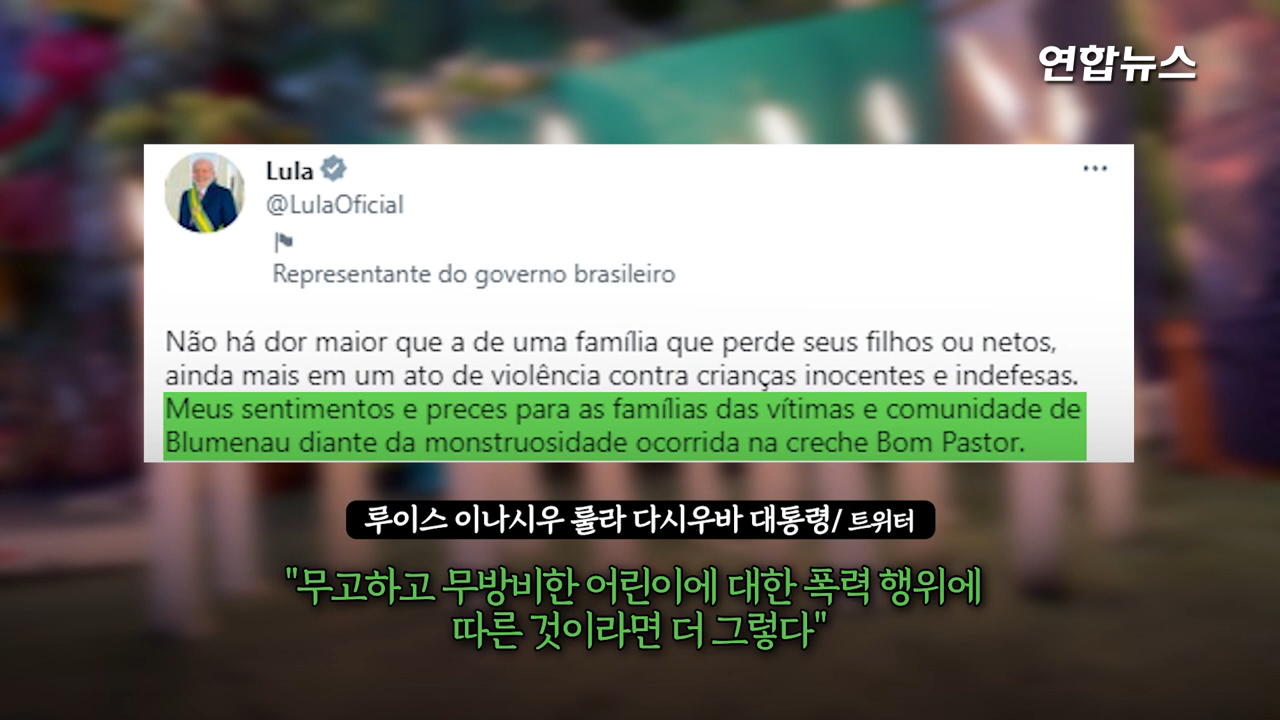 연합뉴스
Lula
@LulaOficial
Representante do governo brasileiro
Não há dor maior que a de uma família que perde seus filhos ou netos,
ainda mais em um ato de violência contra crianças inocentes e indefesas.
Meus sentimentos e preces para as famílias das vítimas e comunidade de
Blumenau diante da monstruosidade ocorrida na creche Bom Pastor.
루이스 이나시우 룰라 다시우바 대통령/ 트위터
"무고하고 무방비한 어린이에 대한 폭력 행위에
따른 것이라면 더 그렇다"